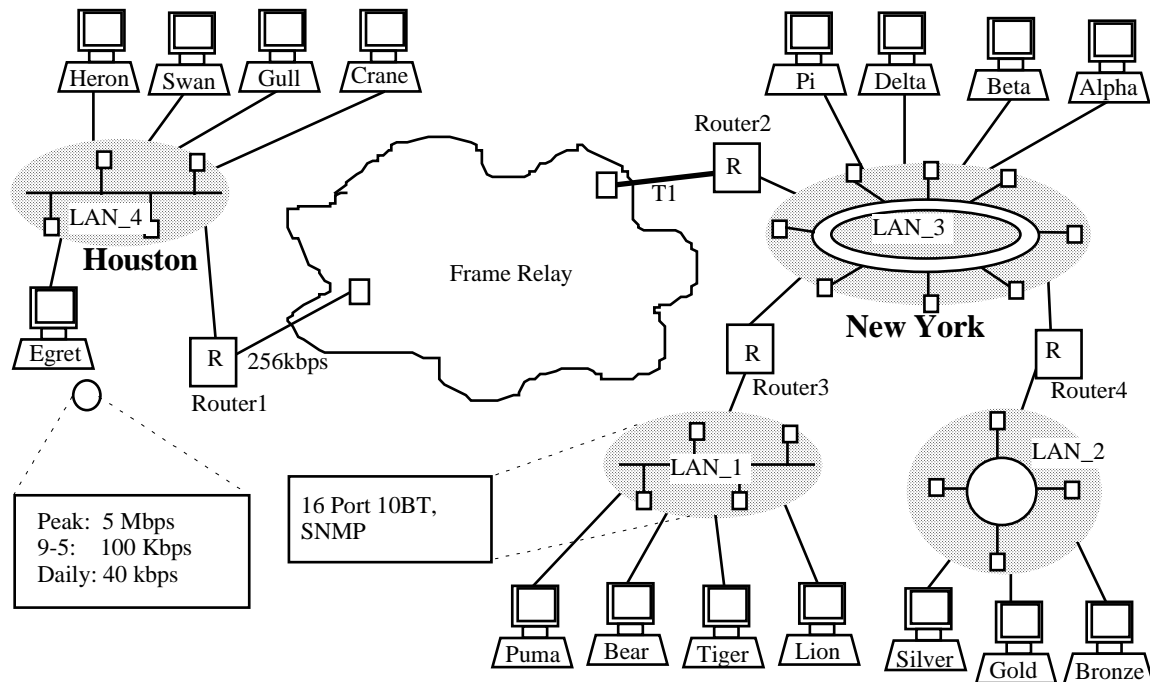 Heron
Swan
Gull
Crane
Pi
Delta
Beta
Alpha
Router2
R
T1
LAN_4
LAN_3
Houston
Frame Relay
New York
Egret
R
256kbps
Router1
R
Router3
R
Router4
LAN_1
LAN_2
16 Port 10BT,
SNMP
Peak: 5 Mbps
9-5: 100 Kbps
Daily: 40 kbps
Puma
Bear
Tiger
Lion
Silver
Gold
Bronze